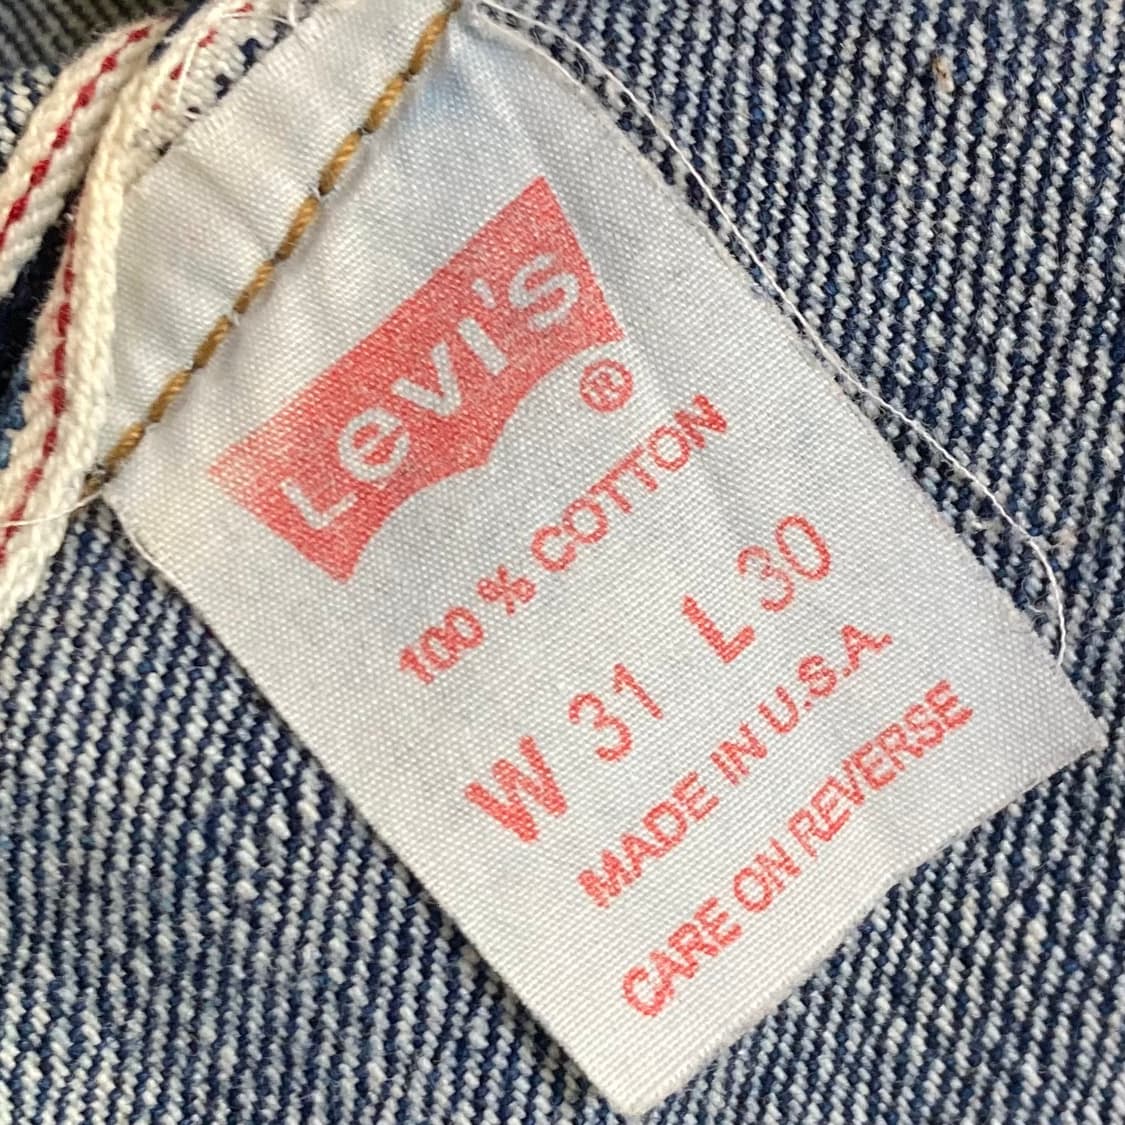 Levi's®
100 % COTTON
W 31 L 30
MADE IN U.S.A.
CARE ON REVERSE